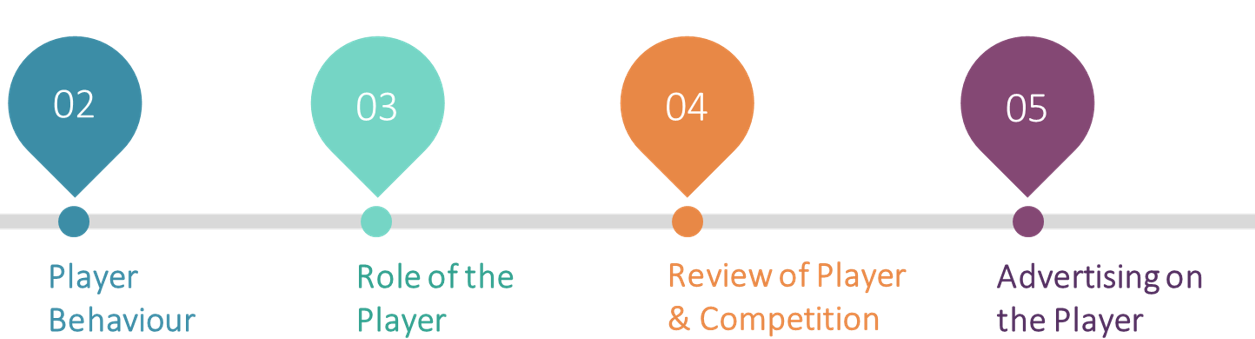 02
03
04
05
Player
Behaviour
Role of the
Player
Review of Player
& Competition
Advertising on
the Player